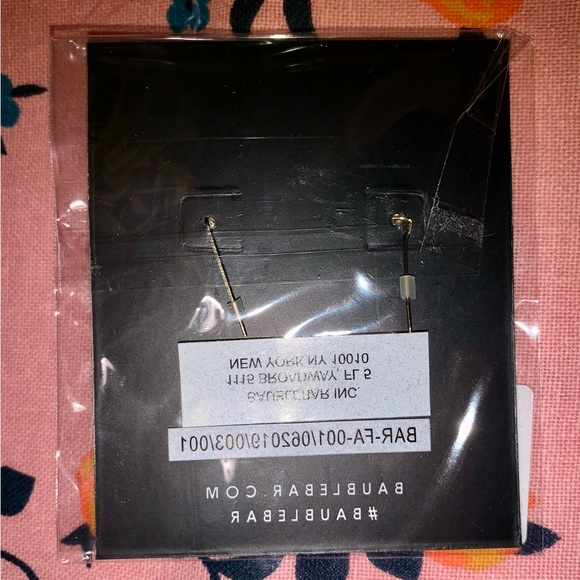 BAUBLEBAR INC.
1115 BROADWAY, FL 5
NEW YORK,NY 10010
BAR-FA-001/062019/003/001
BAUBLEBAR.COM
#BAUBLEBAR